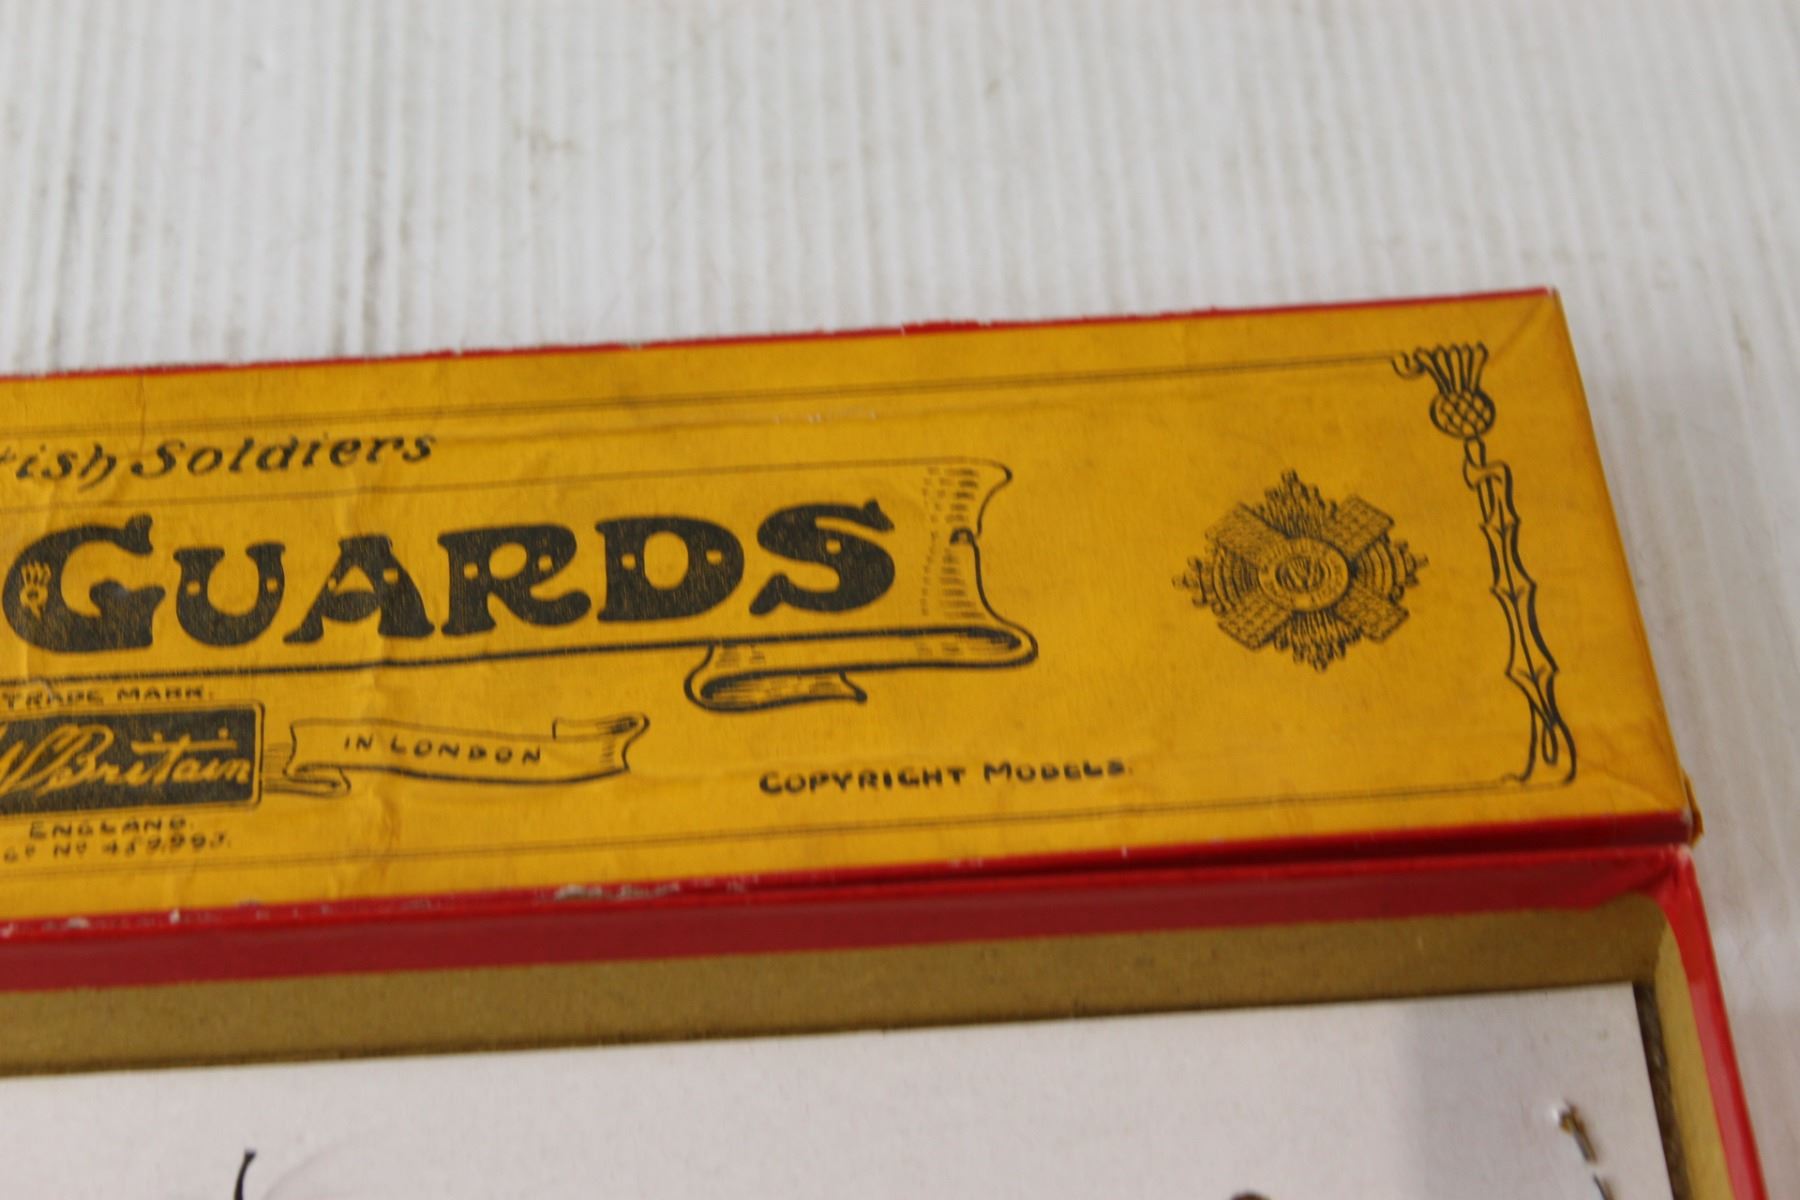 ish Soldiers
GUARDS
TRADE MARK.
Britain
IN LONDON
COPYRIGHT MODELS.
ENGLAND.